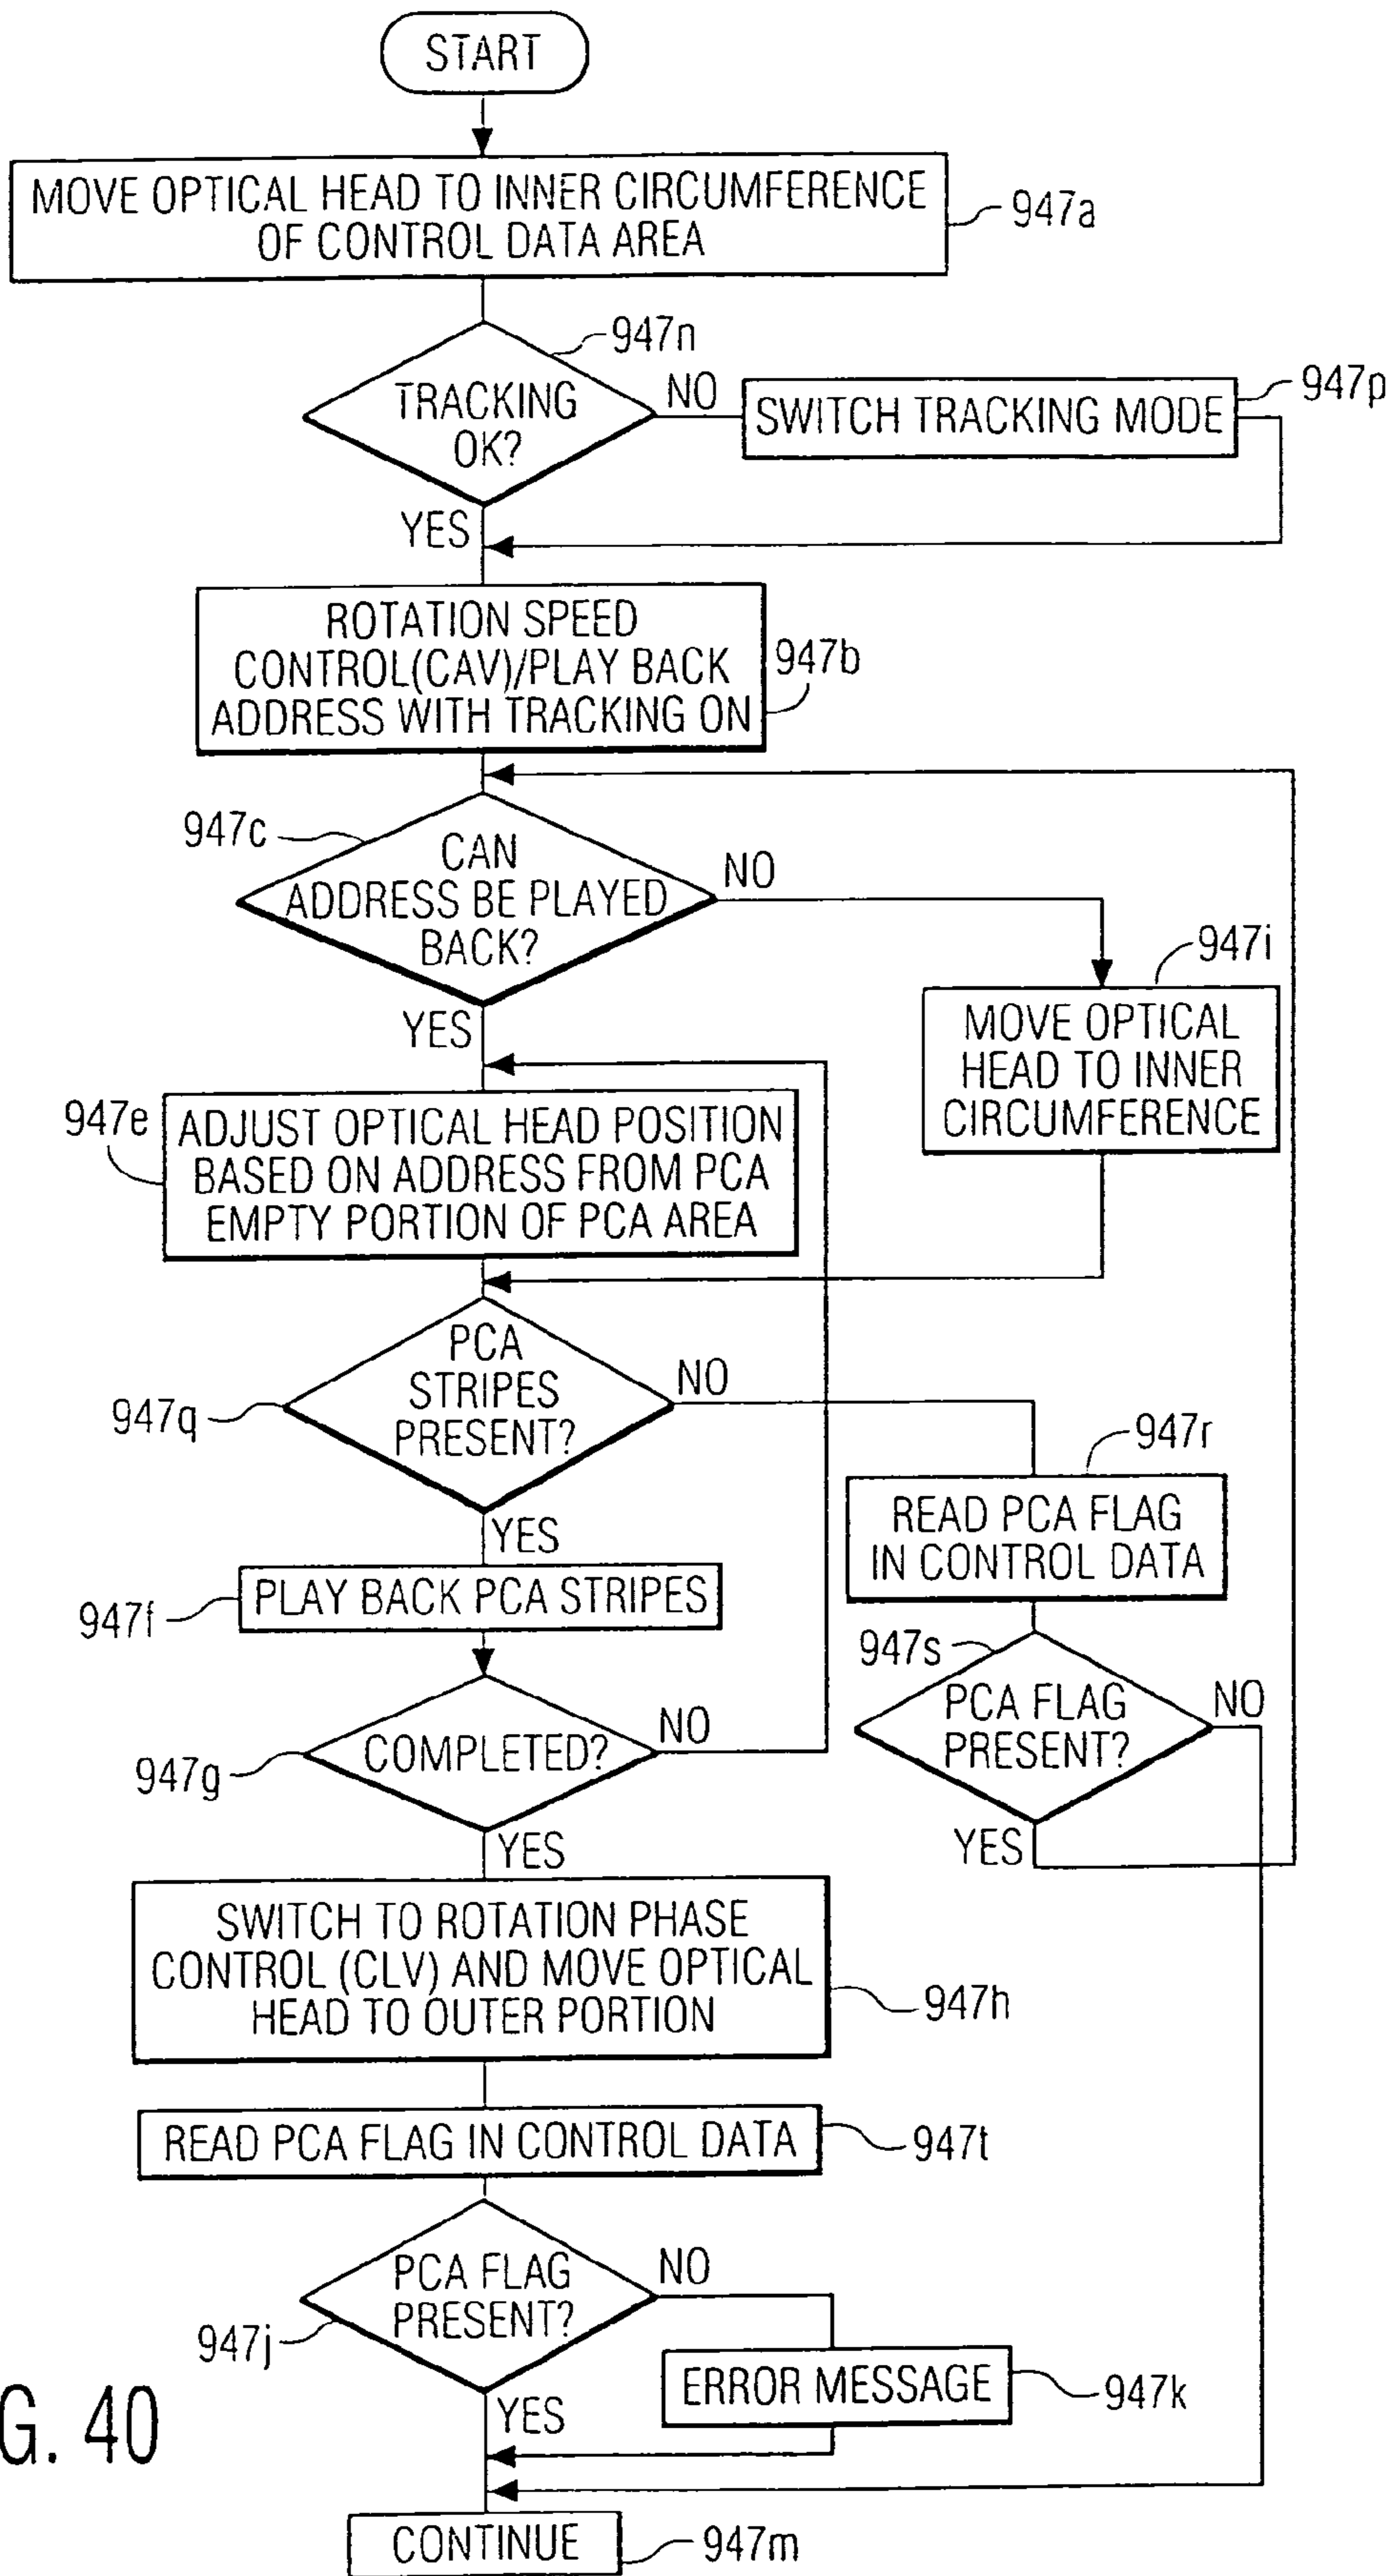 START
MOVE OPTICAL HEAD TO INNER CIRCUMFERENCE
OF CONTROL DATA AREA
947a
947n
TRACKING
OK?
NO
SWITCH TRACKING MODE
947p
YES
ROTATION SPEED
CONTROL(CAV)/PLAY BACK
ADDRESS WITH TRACKING ON
947b
947c
CAN
ADDRESS BE PLAYED
BACK?
NO
947i
MOVE OPTICAL
HEAD TO INNER
CIRCUMFERENCE
YES
947e
ADJUST OPTICAL HEAD POSITION
BASED ON ADDRESS FROM PCA
EMPTY PORTION OF PCA AREA
PCA
STRIPES
PRESENT?
NO
947q
947r
READ PCA FLAG
IN CONTROL DATA
YES
PLAY BACK PCA STRIPES
947f
947s
PCA FLAG
PRESENT?
NO
COMPLETED?
NO
947g
YES
YES
SWITCH TO ROTATION PHASE
CONTROL (CLV) AND MOVE OPTICAL
HEAD TO OUTER PORTION
947h
READ PCA FLAG IN CONTROL DATA
947t
PCA FLAG
PRESENT?
NO
947j
ERROR MESSAGE
947k
YES
G. 40
CONTINUE
947m